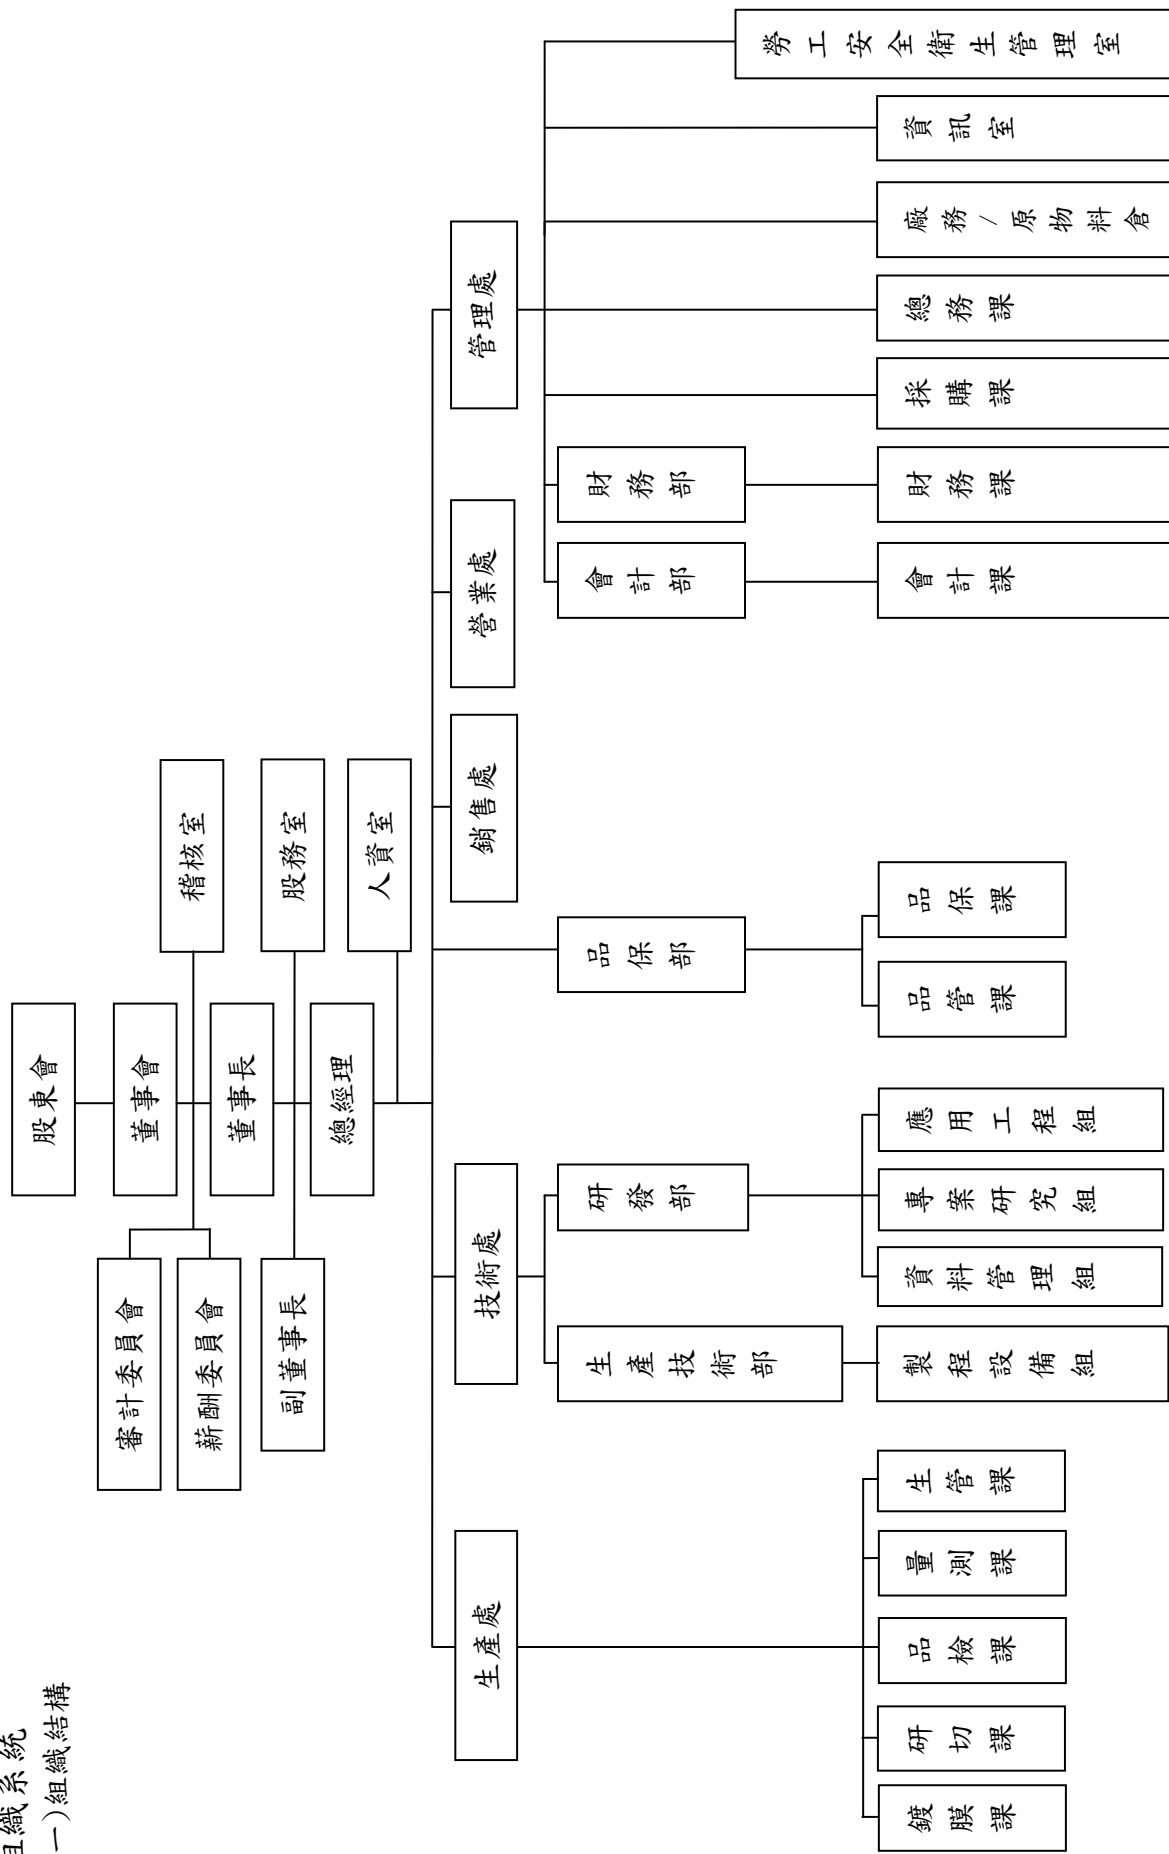 組織系統
一)組織結構
股東會
董事會
稽核室
審計委員會
薪酬委員會
董事長
股務室
副董事長
總經理
人資室
生產處
技術處
銷售處
營業處
管理處
生產技術部
研發部
品保部
會計部
財務部
鍍膜課
研切課
品檢課
量測課
生管課
製程設備組
資料管理組
專案研究組
應用工程組
品管課
品保課
會計課
財務課
採購課
總務課
廠務/原物料倉
資訊室
勞工安全衛生管理室